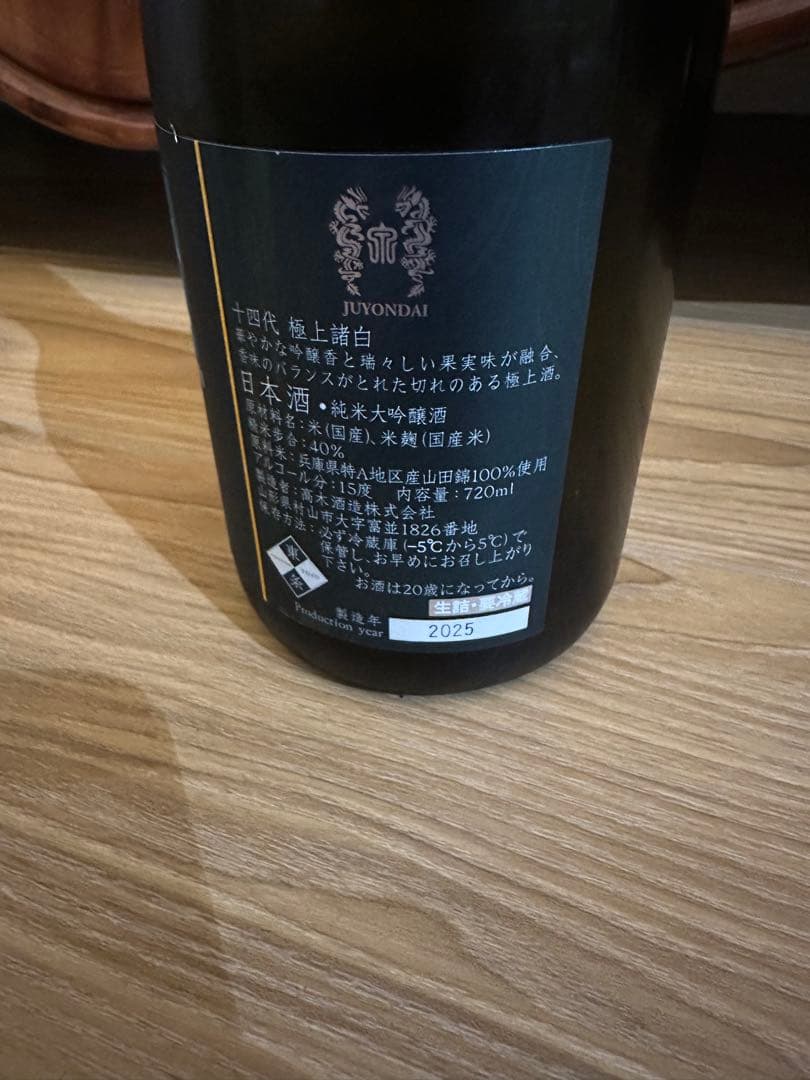 JUYONDAI
十四代 極上諸白
華やかな吟醸香と瑞々しい果実味が融合、
香味のバランスがとれた切れのある極上酒。
日本酒・純米大吟醸酒
原材料名：米(国産)、米麹(国産米)
精米歩合：40%
原料米：兵庫県特A地区産山田錦100%使用
アルコール分：15度 内容量：720ml
製造者：高木酒造株式会社
山形県村山市大字富並1826番地
保存方法：必ず冷蔵庫(-5℃から5℃)で
保管し、お早めにお召し上がり
下さい。
お酒は20歳になってから。
東条
生詰・要冷蔵
製造年
Production year
2025